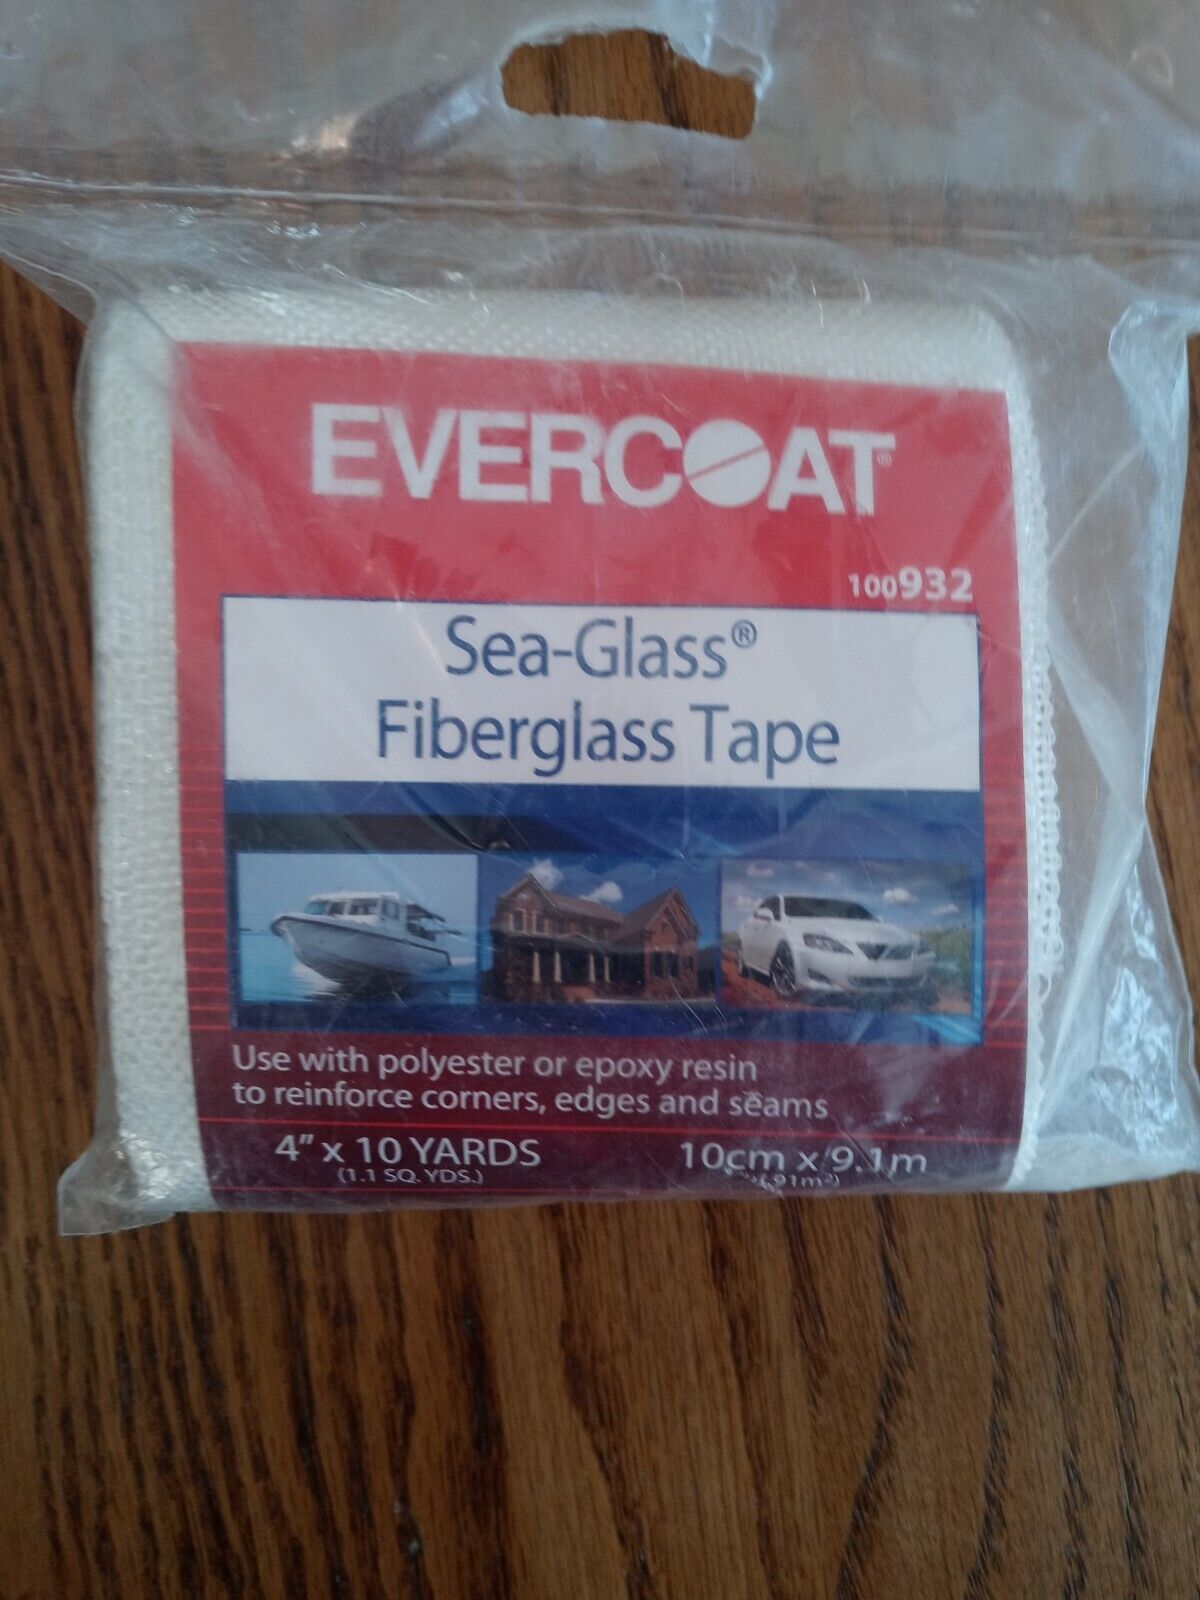 EVERCOAT®
100932
Sea-Glass®
Fiberglass Tape
Use with polyester or epoxy resin
to reinforce corners, edges and seams
4" x 10 YARDS 10cm x 9.1m
(1.1 SQ. YDS.) .91m²)